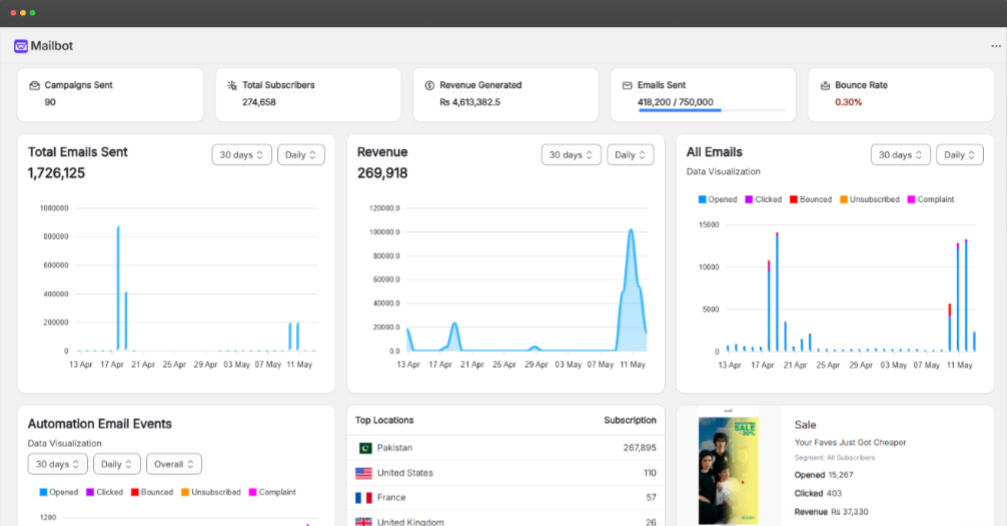 Mailbot
Campaigns Sent
90
Total Subscribers
274,658
Revenue Generated
Rs 4,613,382.5
Emails Sent
418,200 / 750,000
Bounce Rate
0.30%
Total Emails Sent
30 days
Daily
1,726,125
1000000
800000
600000
400000
200000
0
13 Apr 17 Apr 21 Apr 25 Apr 29 Apr 03 May 07 May 11 May
Revenue
30 days
Daily
269,918
120000.0
100000.0
80000.0
60000.0
40000.0
20000.0
0.0
13 Apr 17 Apr 21 Apr 25 Apr 29 Apr 03 May 07 May 11 May
All Emails
30 days
Daily
Data Visualization
Opened Clicked Bounced Unsubscribed Complaint
15000
10000
5000
0
13 Apr 17 Apr 21 Apr 25 Apr 29 Apr 03 May 07 May 11 May
Automation Email Events
Data Visualization
30 days
Daily
Overall
Opened Clicked Bounced Unsubscribed Complaint
1200
Top Locations Subscription
Pakistan 267,895
United States 110
France 57
United Kingdom 26
SALE
Sale
Your Faves Just Got Cheaper
Segment: All Subscribers
Opened 15,267
Clicked 403
Revenue Rs 37,330